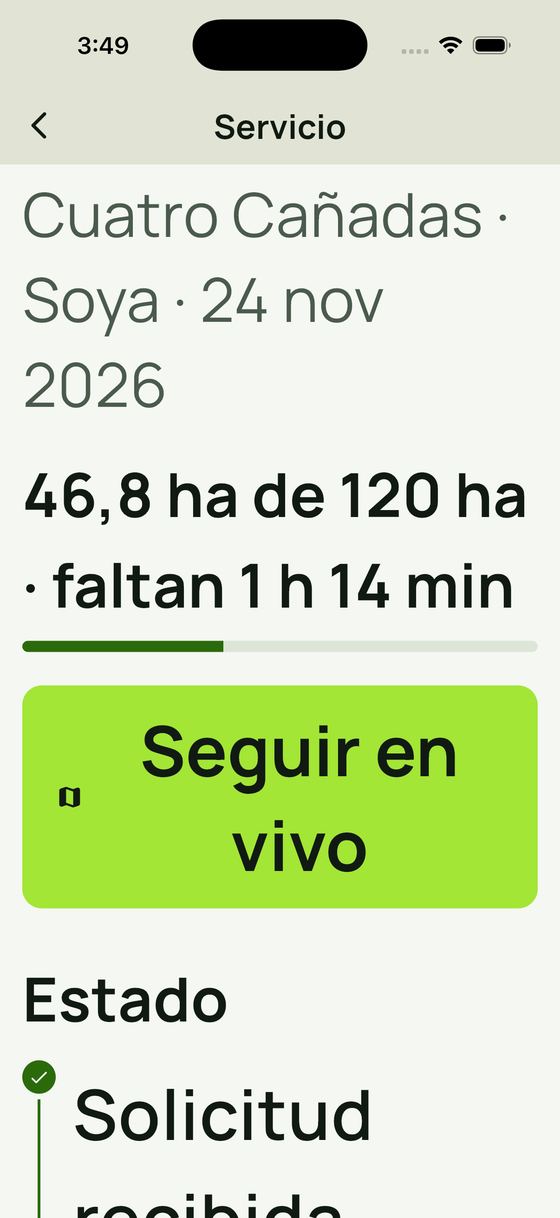 3:49
Servicio
Cuatro Cañadas ·
Soya · 24 nov
2026
46,8 ha de 120 ha
· faltan 1 h 14 min
Seguir en
vivo
Estado
Solicitud
recibida